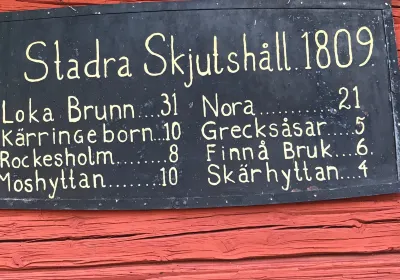 Stadra Skjutshåll 1809
Loka Brunn....31 Nora..............21
Kärringeborn.10 Grecksåsar...5
Rockesholm.......8 Finnå Bruk...6.
Moshyttan........10 Skärhyttan...4